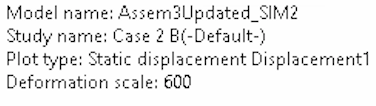 Model name: Assem3Updated_SIM2
Study name: Case 2 B(-Default-)
Plot type: Static displacement Displacement1
Deformation scale: 600